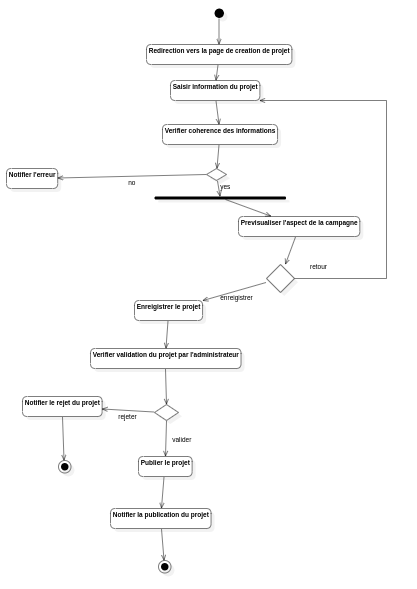 Redirection vers la page de creation de projet
Saisir information du projet
Verifier coherence des informations
Notifier l'erreur
no
yes
Previsualiser l'aspect de la campagne
retour
enreigistrer
Enreigistrer le projet
Verifier validation du projet par l'administrateur
Notifier le rejet du projet
rejeter
valider
Publier le projet
Notifier la publication du projet